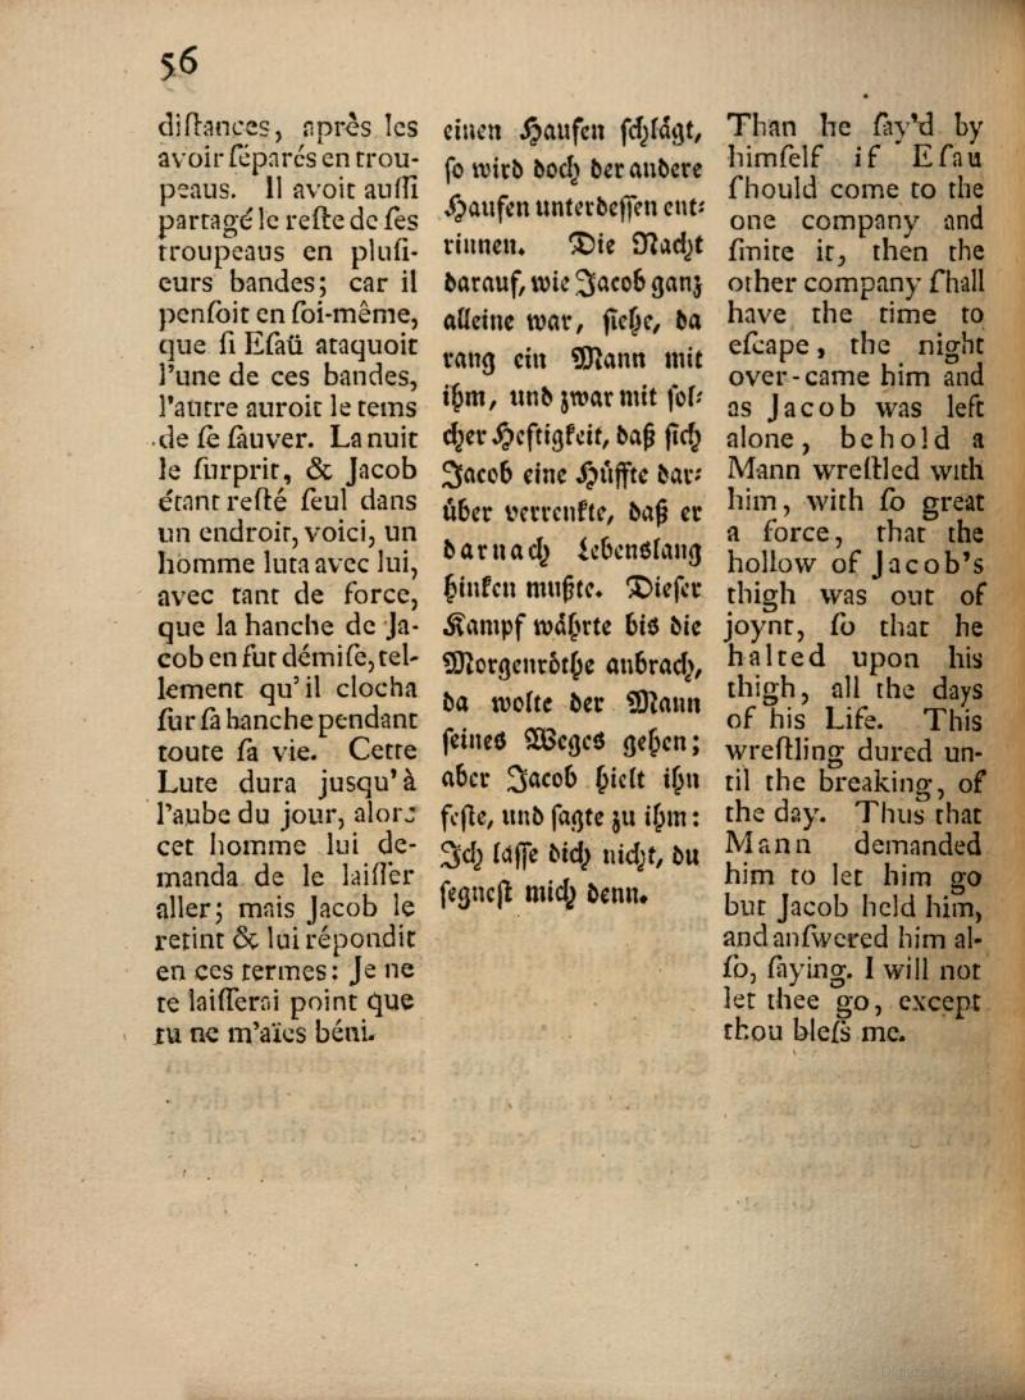 56
diſtances, après les
avoir ſéparés en trou-
peaus. Il avoit auſſi
partagé le reſte de ſes
troupeaus en pluſi-
eurs bandes; car il
penſoit en ſoi-même,
que ſi Eſaü ataquoit
l'une de ces bandes,
l'autre auroit le tems
de ſe ſauver. La nuit
le ſurprit, & Jacob
étant reſté ſeul dans
un endroit, voici, un
homme luta avec lui,
avec tant de force,
que la hanche de Ja-
cob en fut démiſe, tel-
lement qu'il clocha
ſur ſa hanche pendant
toute ſa vie. Cette
Lute dura jusqu'à
l'aube du jour, alors
cet homme lui de-
manda de le laiſſer
aller; mais Jacob le
retint & lui répondit
en ces termes: Je ne
te laiſſerai point que
tu ne m'aïes béni.
einen Haufen ſchlägt,
ſo wird doch der andere
Haufen unterdeſſen ent-
rinnen. Die Nacht
darauf, wie Jacob ganz
alleine war, ſiehe, da
rang ein Mann mit
ihm, und zwar mit ſol-
cher Heftigkeit, daß ſich
Jacob eine Hüffte dar-
über verrenkte, daß er
darnach lebenslang
hinken mußte. Dieſer
Kampf währte bis die
Morgenröthe anbrach,
da wolte der Mann
ſeines Weges gehen;
aber Jacob hielt ihn
feſte, und ſagte zu ihm:
Ich laſſe dich nicht, du
ſegneſt mich denn.
Than he ſay'd by
himſelf if Eſau
ſhould come to the
one company and
ſmite it, then the
other company ſhall
have the time to
eſcape, the night
over-came him and
as Jacob was left
alone, behold a
Mann wreſtled with
him, with ſo great
a force, that the
hollow of Jacob's
thigh was out of
joynt, ſo that he
halted upon his
thigh, all the days
of his Life. This
wreſtling dured un-
til the breaking, of
the day. Thus that
Mann demanded
him to let him go
but Jacob held him,
and anſwered him al-
ſo, ſaying. I will not
let thee go, except
thou bleſs me.